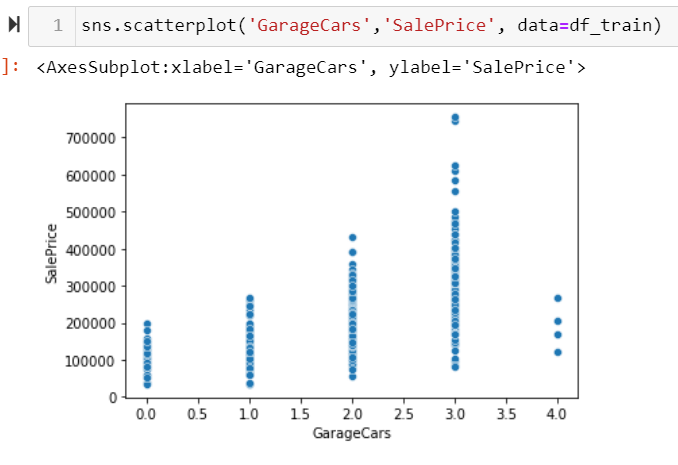 1 sns.scatterplot('GarageCars','SalePrice', data=df_train)
]: <AxesSubplot:xlabel='GarageCars', ylabel='SalePrice'>
700000
600000
500000
400000
300000
200000
100000
0
SalePrice
0.0 0.5 1.0 1.5 2.0 2.5 3.0 3.5 4.0
GarageCars